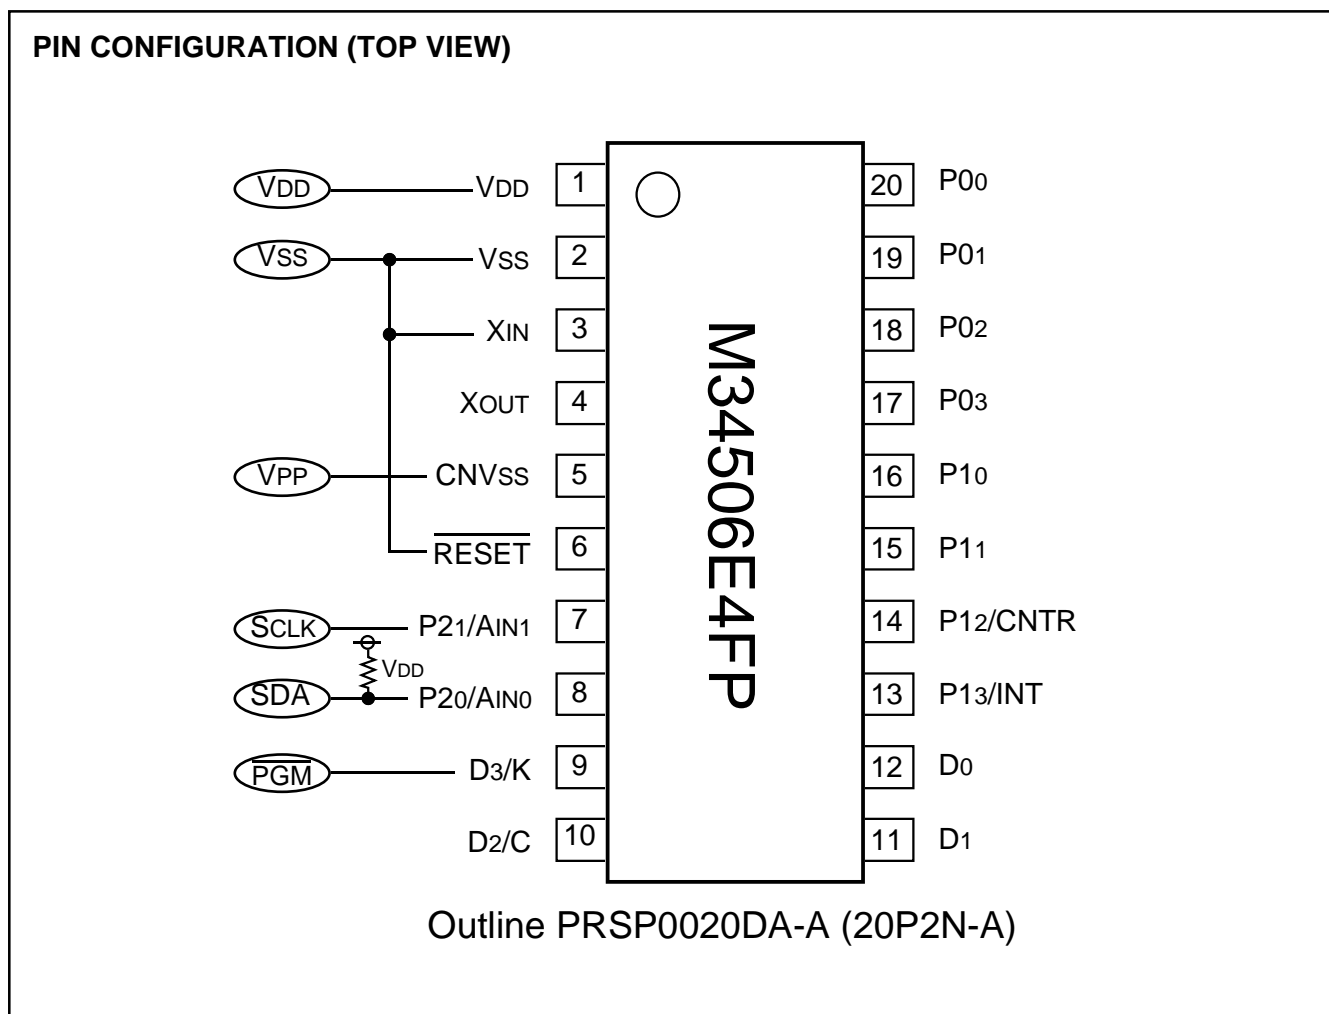 PIN CONFIGURATION (TOP VIEW)
VDD VDD 1 20 P00
VSS VSS 2 19 P01
XIN 3 18 P02
XOUT 4 17 P03
VPP CNVSS 5 16 P10
RESET 6 15 P11
SCLK P21/AIN1 7 14 P12/CNTR
VDD
SDA P20/AIN0 8 13 P13/INT
PGM D3/K 9 12 D0
D2/C 10 11 D1
M34506E4FP
Outline PRSP0020DA-A (20P2N-A)